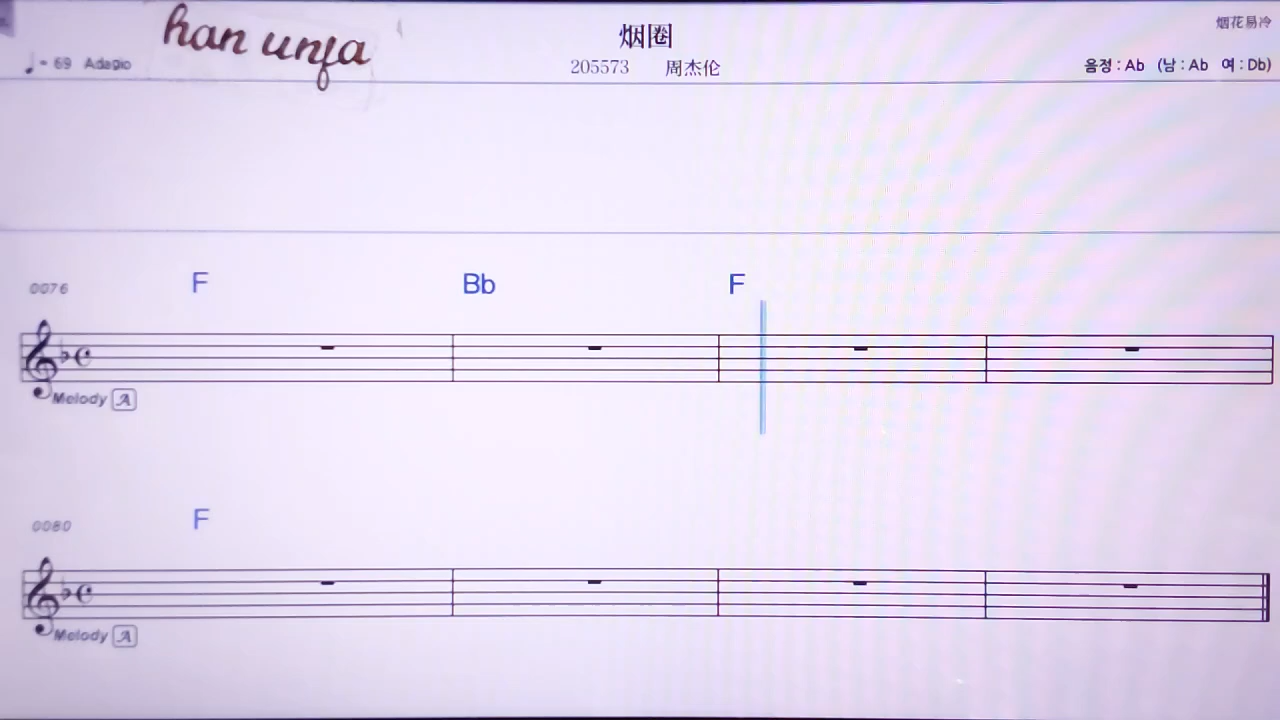 han unfa
烟圈
烟花易冷
♩= 69 Adagio
205573 周杰伦
음정 : Ab (남 : Ab 여 : Db)
0076
F Bb F
Melody A
0080
F
Melody A